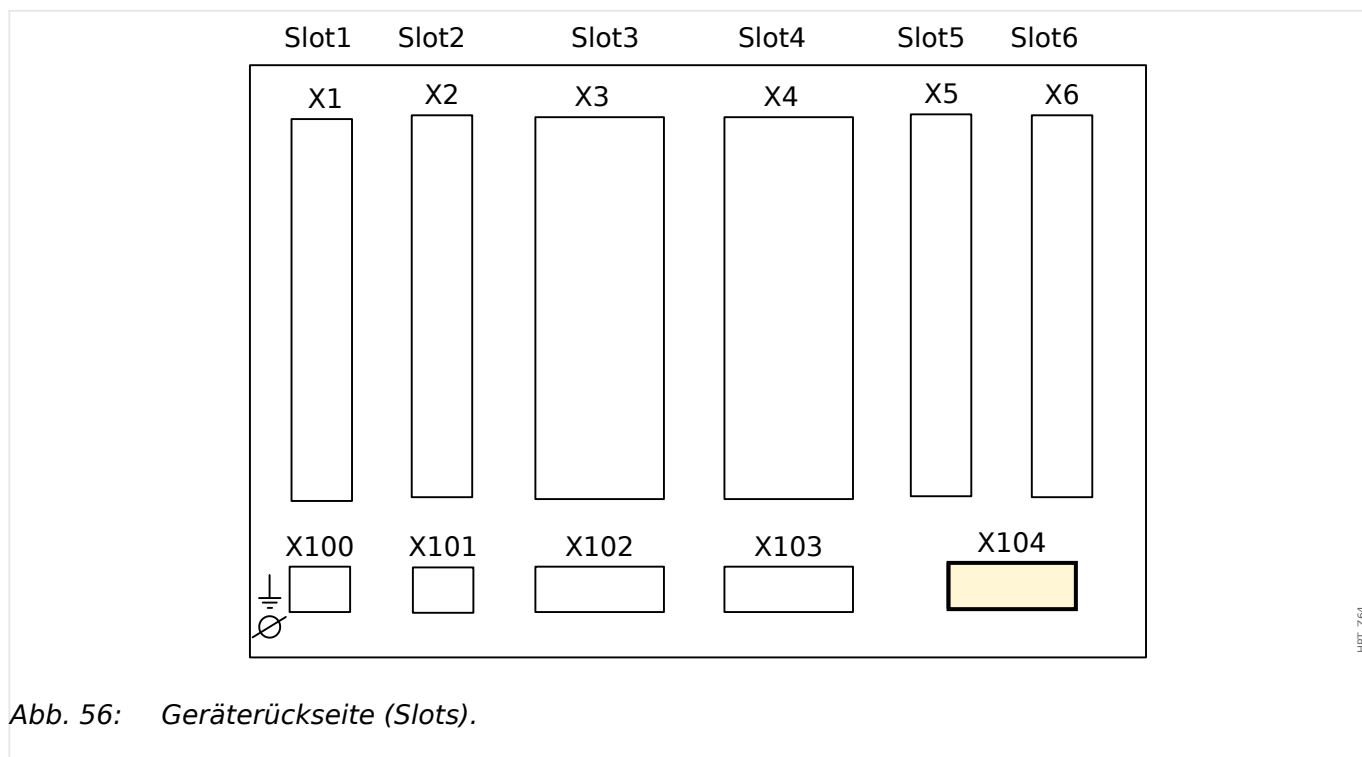 Slot1 Slot2 Slot3 Slot4 Slot5 Slot6
X1 X2 X3 X4 X5 X6
X100 X101 X102 X103 X104
HPT_Z64
Abb. 56: Geräterückseite (Slots).